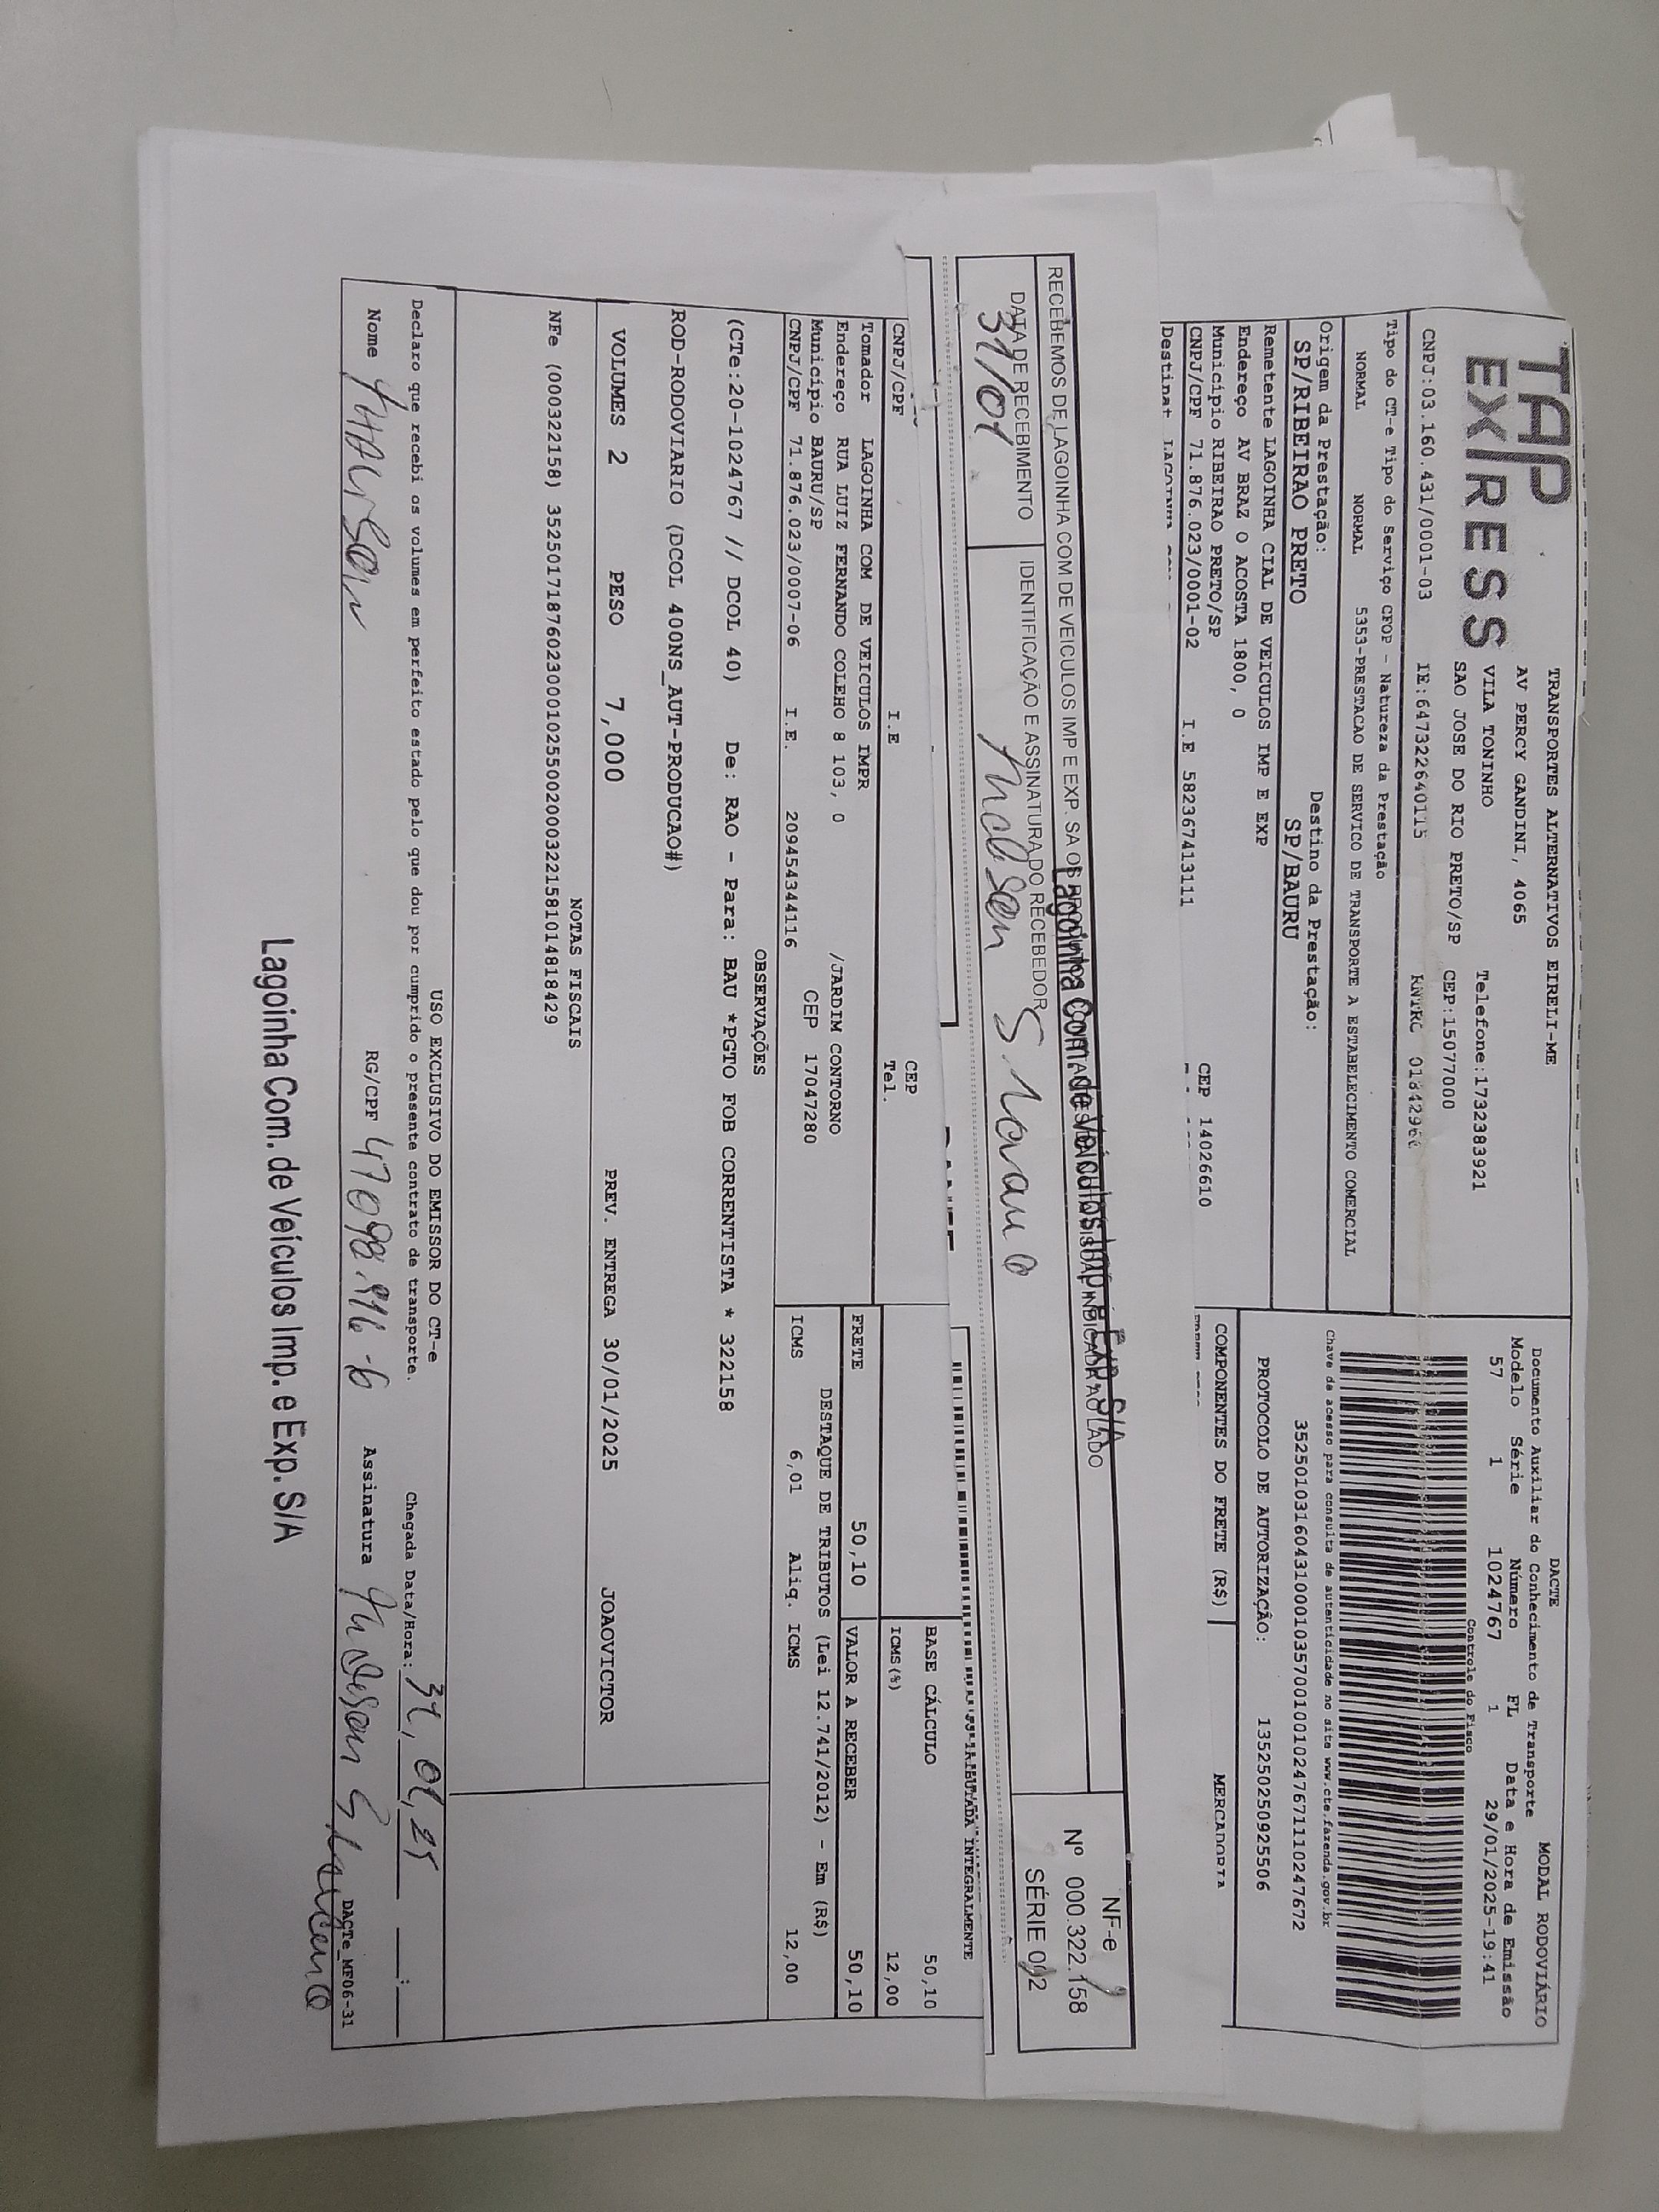 TAP EXPRESS
TRANSPORTES ALTERNATIVOS EIRELI-ME
AV PERCY GANDINI, 4065
VILA TONINHO
SAO JOSE DO RIO PRETO/SP
Telefone:1732383921
CEP:15077000
CNPJ:03.160.431/0001-03 IE:647322640115 RNTRC
DACTE MODAL RODOVIÁRIO
Documento Auxiliar do Conhecimento de Transporte
Modelo Série Número FL Data e Hora de Emissão
57 1 1024767 1 29/01/2025-19:41
Controle do Fisco
Tipo do CT-e Tipo do Serviço CFOP - Natureza da Prestação
NORMAL NORMAL 5353-PRESTACAO DE SERVICO DE TRANSPORTE A ESTABELECIMENTO COMERCIAL
Chave de acesso para consulta de autenticidade no site www.cte.fazenda.gov.br
35250103160431000103570010010247671110247672
Origem da Prestação: Destino da Prestação:
SP/RIBEIRAO PRETO SP/BAURU
PROTOCOLO DE AUTORIZAÇÃO: 135250250925506
Remetente LAGOINHA CIAL DE VEICULOS IMP E EXP
Endereço AV BRAZ O ACOSTA 1800, 0
Município RIBEIRAO PRETO/SP CEP 14026610
CNPJ/CPF 71.876.023/0001-02 I.E 582367413111
COMPONENTES DO FRETE (R$) MERCADORIA
RECEBEMOS DE LAGOINHA COM DE VEICULOS IMP E EXP. SA OS
INDICADA AO LADO
Lagoinha Com. de Veículos Imp. e Exp. S/A
DATA DE RECEBIMENTO IDENTIFICAÇÃO E ASSINATURA DO RECEBEDOR
31/01
NF-e
Nº 000.322.158
SÉRIE 002
TRIBUTADA INTEGRALMENTE
CNPJ/CPF I.E CEP
Tel.
BASE CÁLCULO 50,10
ICMS(%) 12,00
Tomador LAGOINHA COM DE VEICULOS IMPR
Endereço RUA LUIZ FERNANDO COLEHO 8 103, 0 /JARDIM CONTORNO
Município BAURU/SP CEP 17047280
CNPJ/CPF 71.876.023/0007-06 I.E. 209454344116
FRETE 50,10 VALOR A RECEBER 50,10
DESTAQUE DE TRIBUTOS (Lei 12.741/2012) - Em (R$)
ICMS 6,01 Aliq. ICMS 12,00
OBSERVAÇÕES
(CTe:20-1024767 // DCOL 40) De: RAO - Para: BAU *PGTO FOB CORRENTISTA * 322158
ROD-RODOVIARIO (DCOL 400NS_AUT-PRODUCAO#)
VOLUMES 2 PESO 7,000 PREV. ENTREGA 30/01/2025 JOAOVICTOR
NOTAS FISCAIS
NFe (000322158) 35250171876023000102550020003221581014818429
USO EXCLUSIVO DO EMISSOR DO CT-e
Declaro que recebi os volumes em perfeito estado pelo que dou por cumprido o presente contrato de transporte.
Chegada Data/Hora: 31, 01, 25
Nome RG/CPF 47098.916-6 Assinatura
DACTe_MF06-31
Lagoinha Com. de Veículos Imp. e Exp. S/A